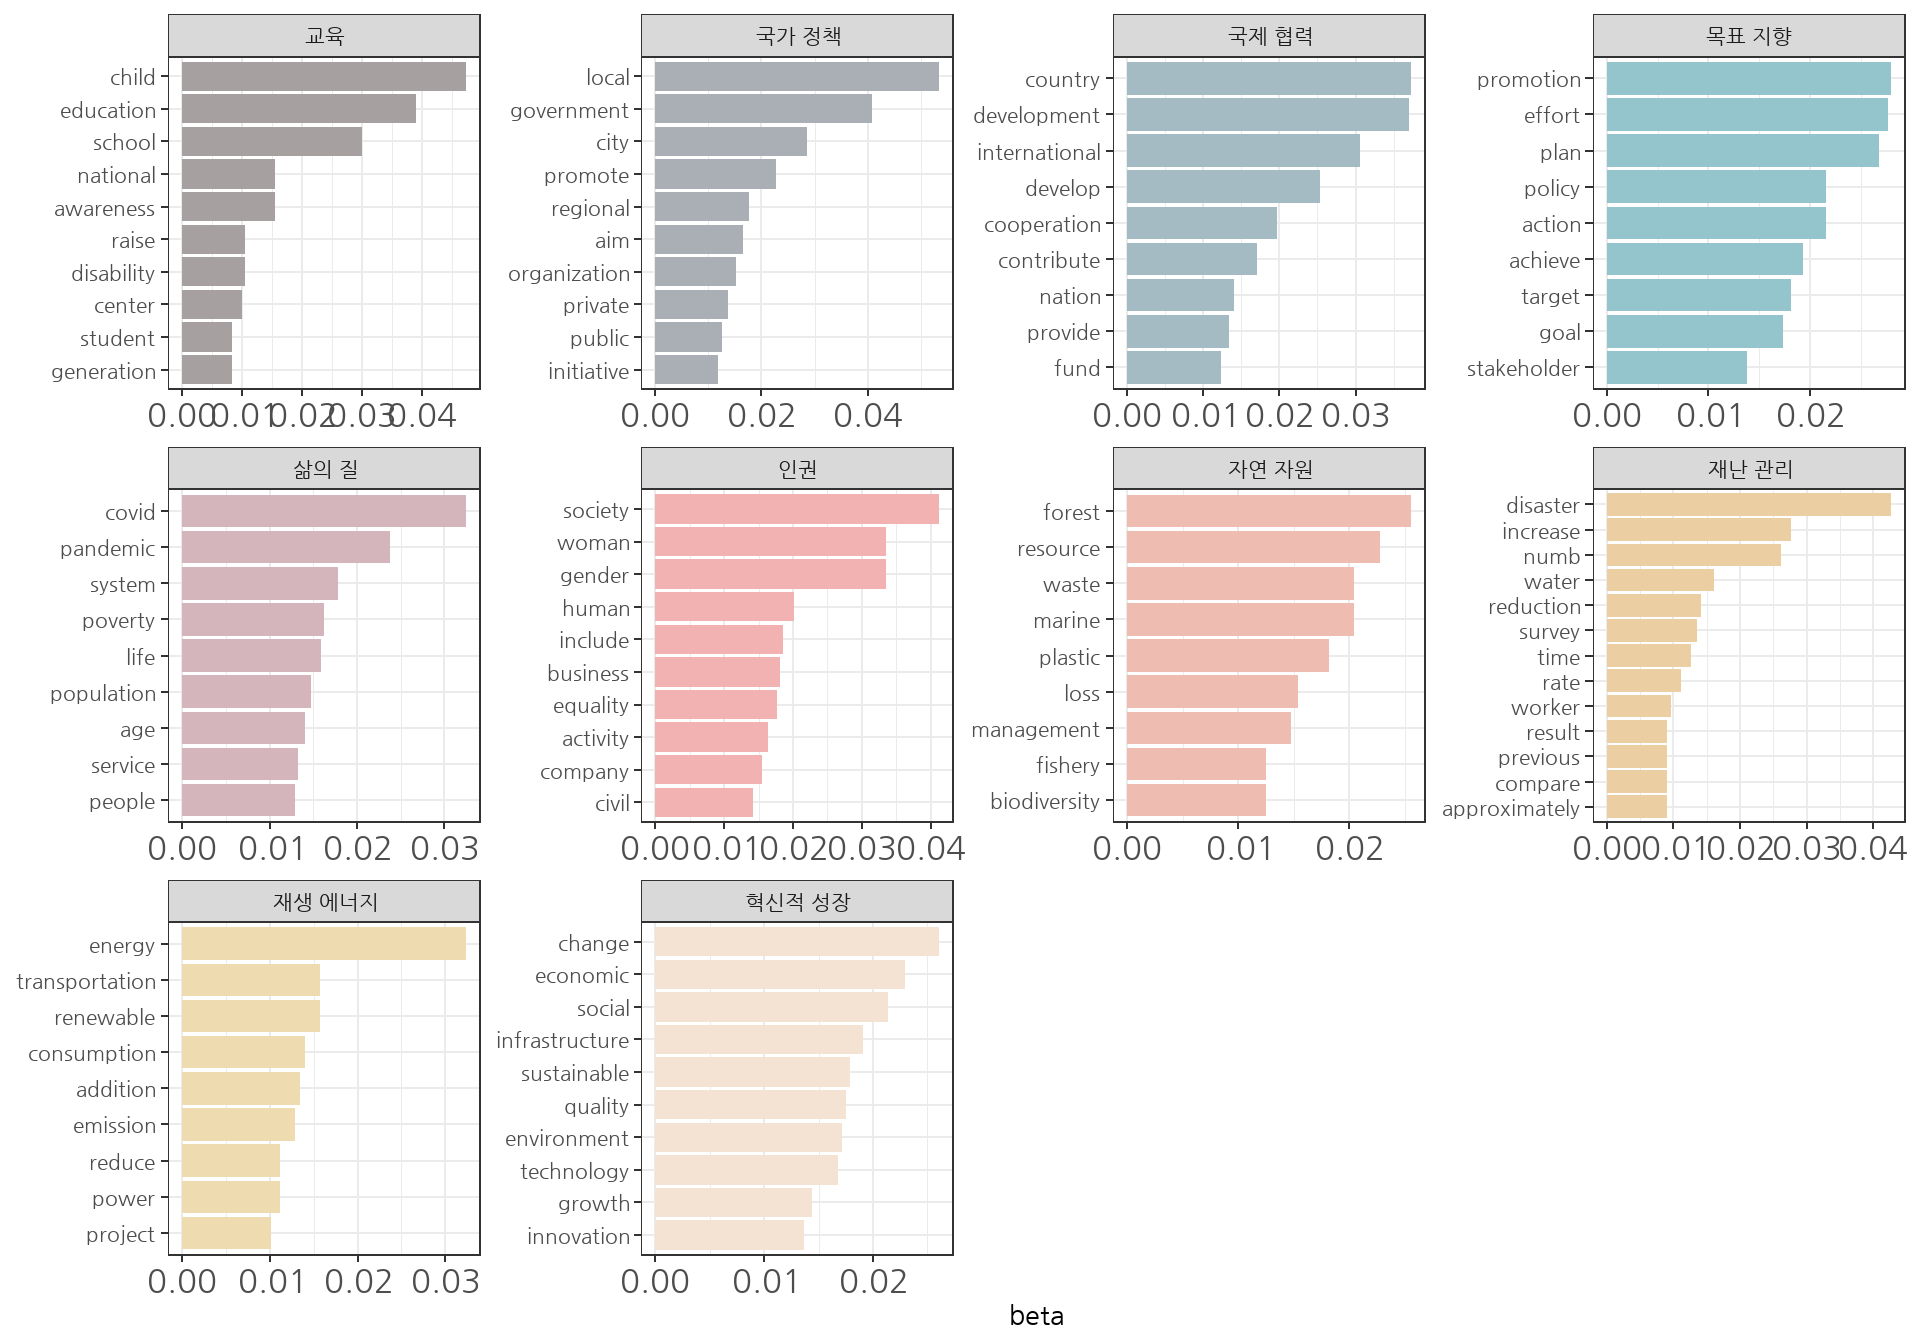 교육
child
education
school
national
awareness
raise
disability
center
student
generation
0.00 0.01 0.02 0.03 0.04
국가 정책
local
government
city
promote
regional
aim
organization
private
public
initiative
0.00 0.02 0.04
국제 협력
country
development
international
develop
cooperation
contribute
nation
provide
fund
0.00 0.01 0.02 0.03
목표 지향
promotion
effort
plan
policy
action
achieve
target
goal
stakeholder
0.00 0.01 0.02
삶의 질
covid
pandemic
system
poverty
life
population
age
service
people
0.00 0.01 0.02 0.03
인권
society
woman
gender
human
include
business
equality
activity
company
civil
0.00 0.01 0.02 0.03 0.04
자연 자원
forest
resource
waste
marine
plastic
loss
management
fishery
biodiversity
0.00 0.01 0.02
재난 관리
disaster
increase
numb
water
reduction
survey
time
rate
worker
result
previous
compare
approximately
0.00 0.01 0.02 0.03 0.04
재생 에너지
energy
transportation
renewable
consumption
addition
emission
reduce
power
project
0.00 0.01 0.02 0.03
혁신적 성장
change
economic
social
infrastructure
sustainable
quality
environment
technology
growth
innovation
0.00 0.01 0.02
beta